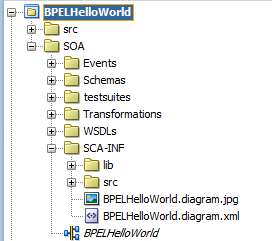 BPELHelloWorld
src
SOA
Events
Schemas
testsuites
Transformations
WSDLs
SCA-INF
lib
src
BPELHelloWorld.diagram.jpg
BPELHelloWorld.diagram.xml
BPELHelloWorld